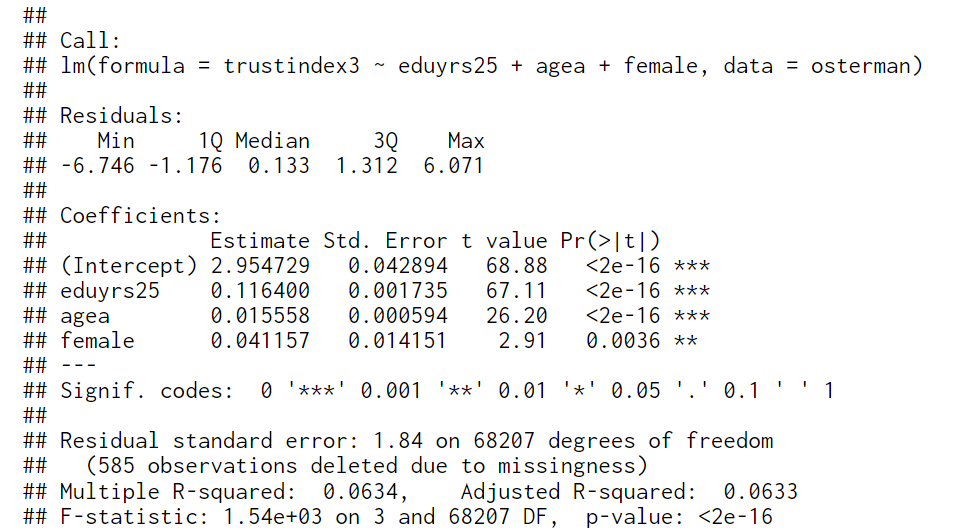 ##
## Call:
## lm(formula = trustindex3 ~ eduyrs25 + agea + female, data = osterman)
##
## Residuals:
##    Min     1Q Median     3Q    Max
## -6.746 -1.176  0.133  1.312  6.071
##
## Coefficients:
##             Estimate Std. Error t value Pr(>|t|)
## (Intercept) 2.954729   0.042894   68.88   <2e-16 ***
## eduyrs25    0.116400   0.001735   67.11   <2e-16 ***
## agea        0.015558   0.000594   26.20   <2e-16 ***
## female      0.041157   0.014151    2.91   0.0036 **
## ---
## Signif. codes:  0 '***' 0.001 '**' 0.01 '*' 0.05 '.' 0.1 ' ' 1
##
## Residual standard error: 1.84 on 68207 degrees of freedom
##   (585 observations deleted due to missingness)
## Multiple R-squared:  0.0634,    Adjusted R-squared:  0.0633
## F-statistic: 1.54e+03 on 3 and 68207 DF,  p-value: <2e-16